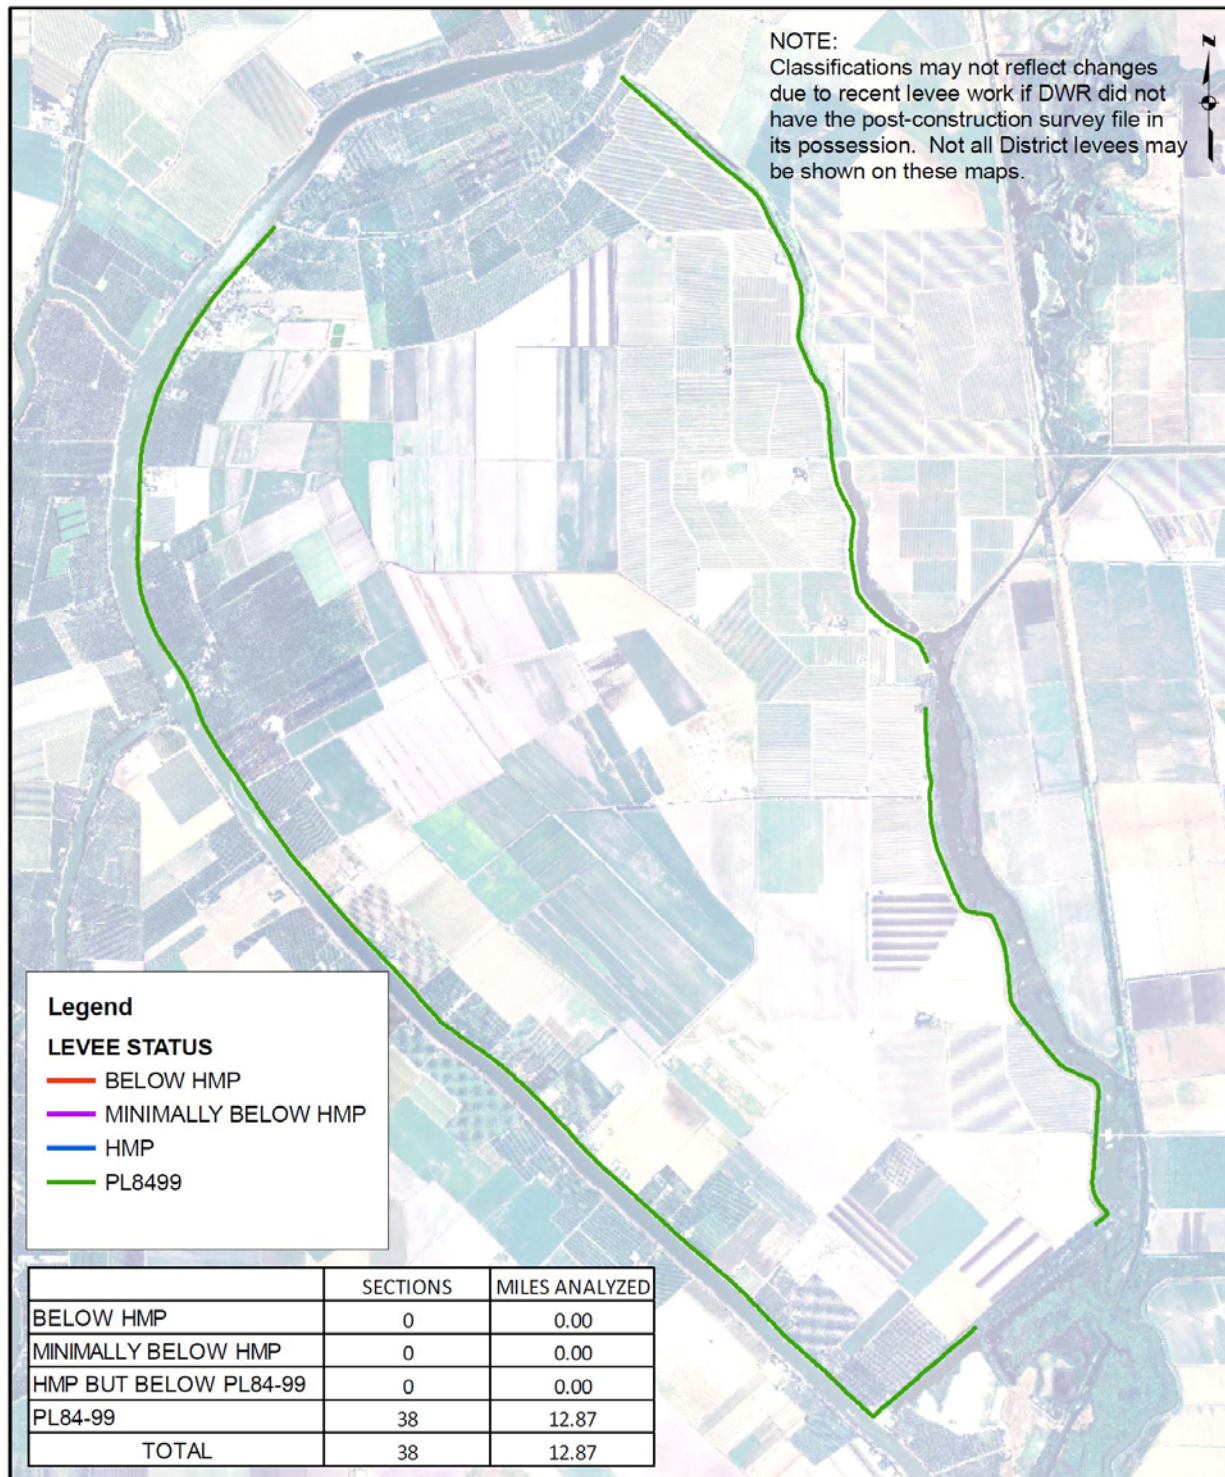 NOTE:
Classifications may not reflect changes
due to recent levee work if DWR did not
have the post-construction survey file in
its possession.  Not all District levees may
be shown on these maps.
N
Legend
LEVEE STATUS
BELOW HMP
MINIMALLY BELOW HMP
HMP
PL8499
SECTIONS MILES ANALYZED
BELOW HMP 0 0.00
MINIMALLY BELOW HMP 0 0.00
HMP BUT BELOW PL84-99 0 0.00
PL84-99 38 12.87
TOTAL 38 12.87